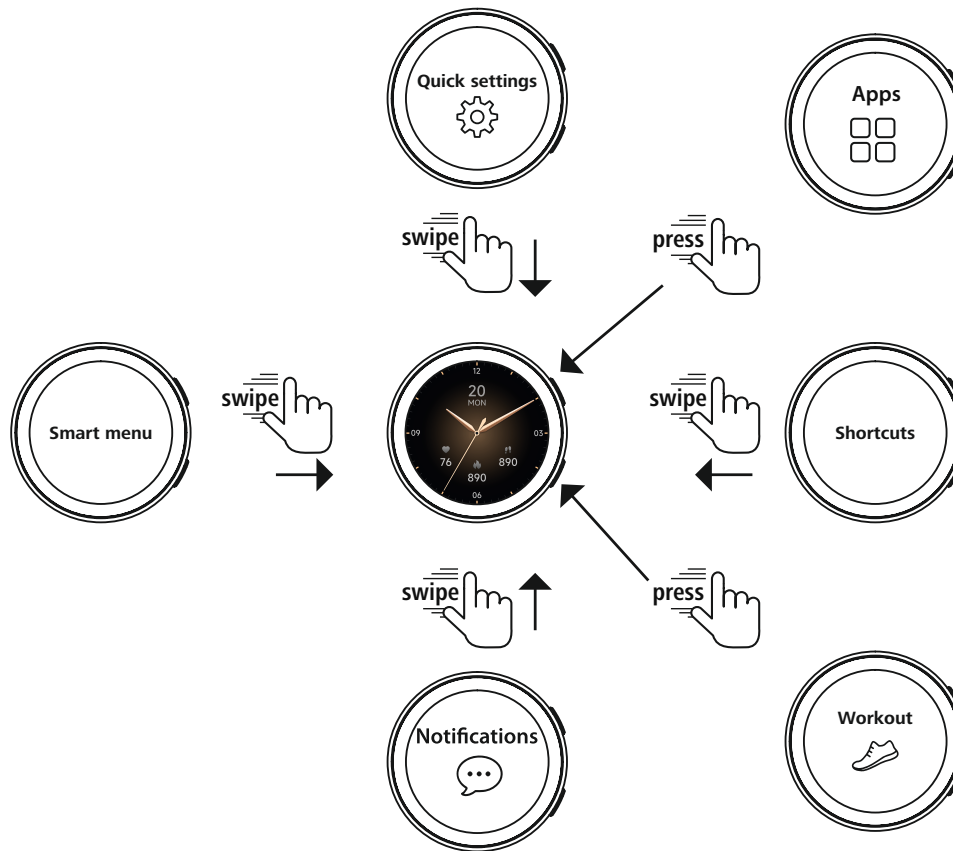 Quick settings
Apps
swipe
press
Smart menu
swipe
12
20
MON
09
03
76
890
890
06
swipe
Shortcuts
swipe
press
Notifications
Workout